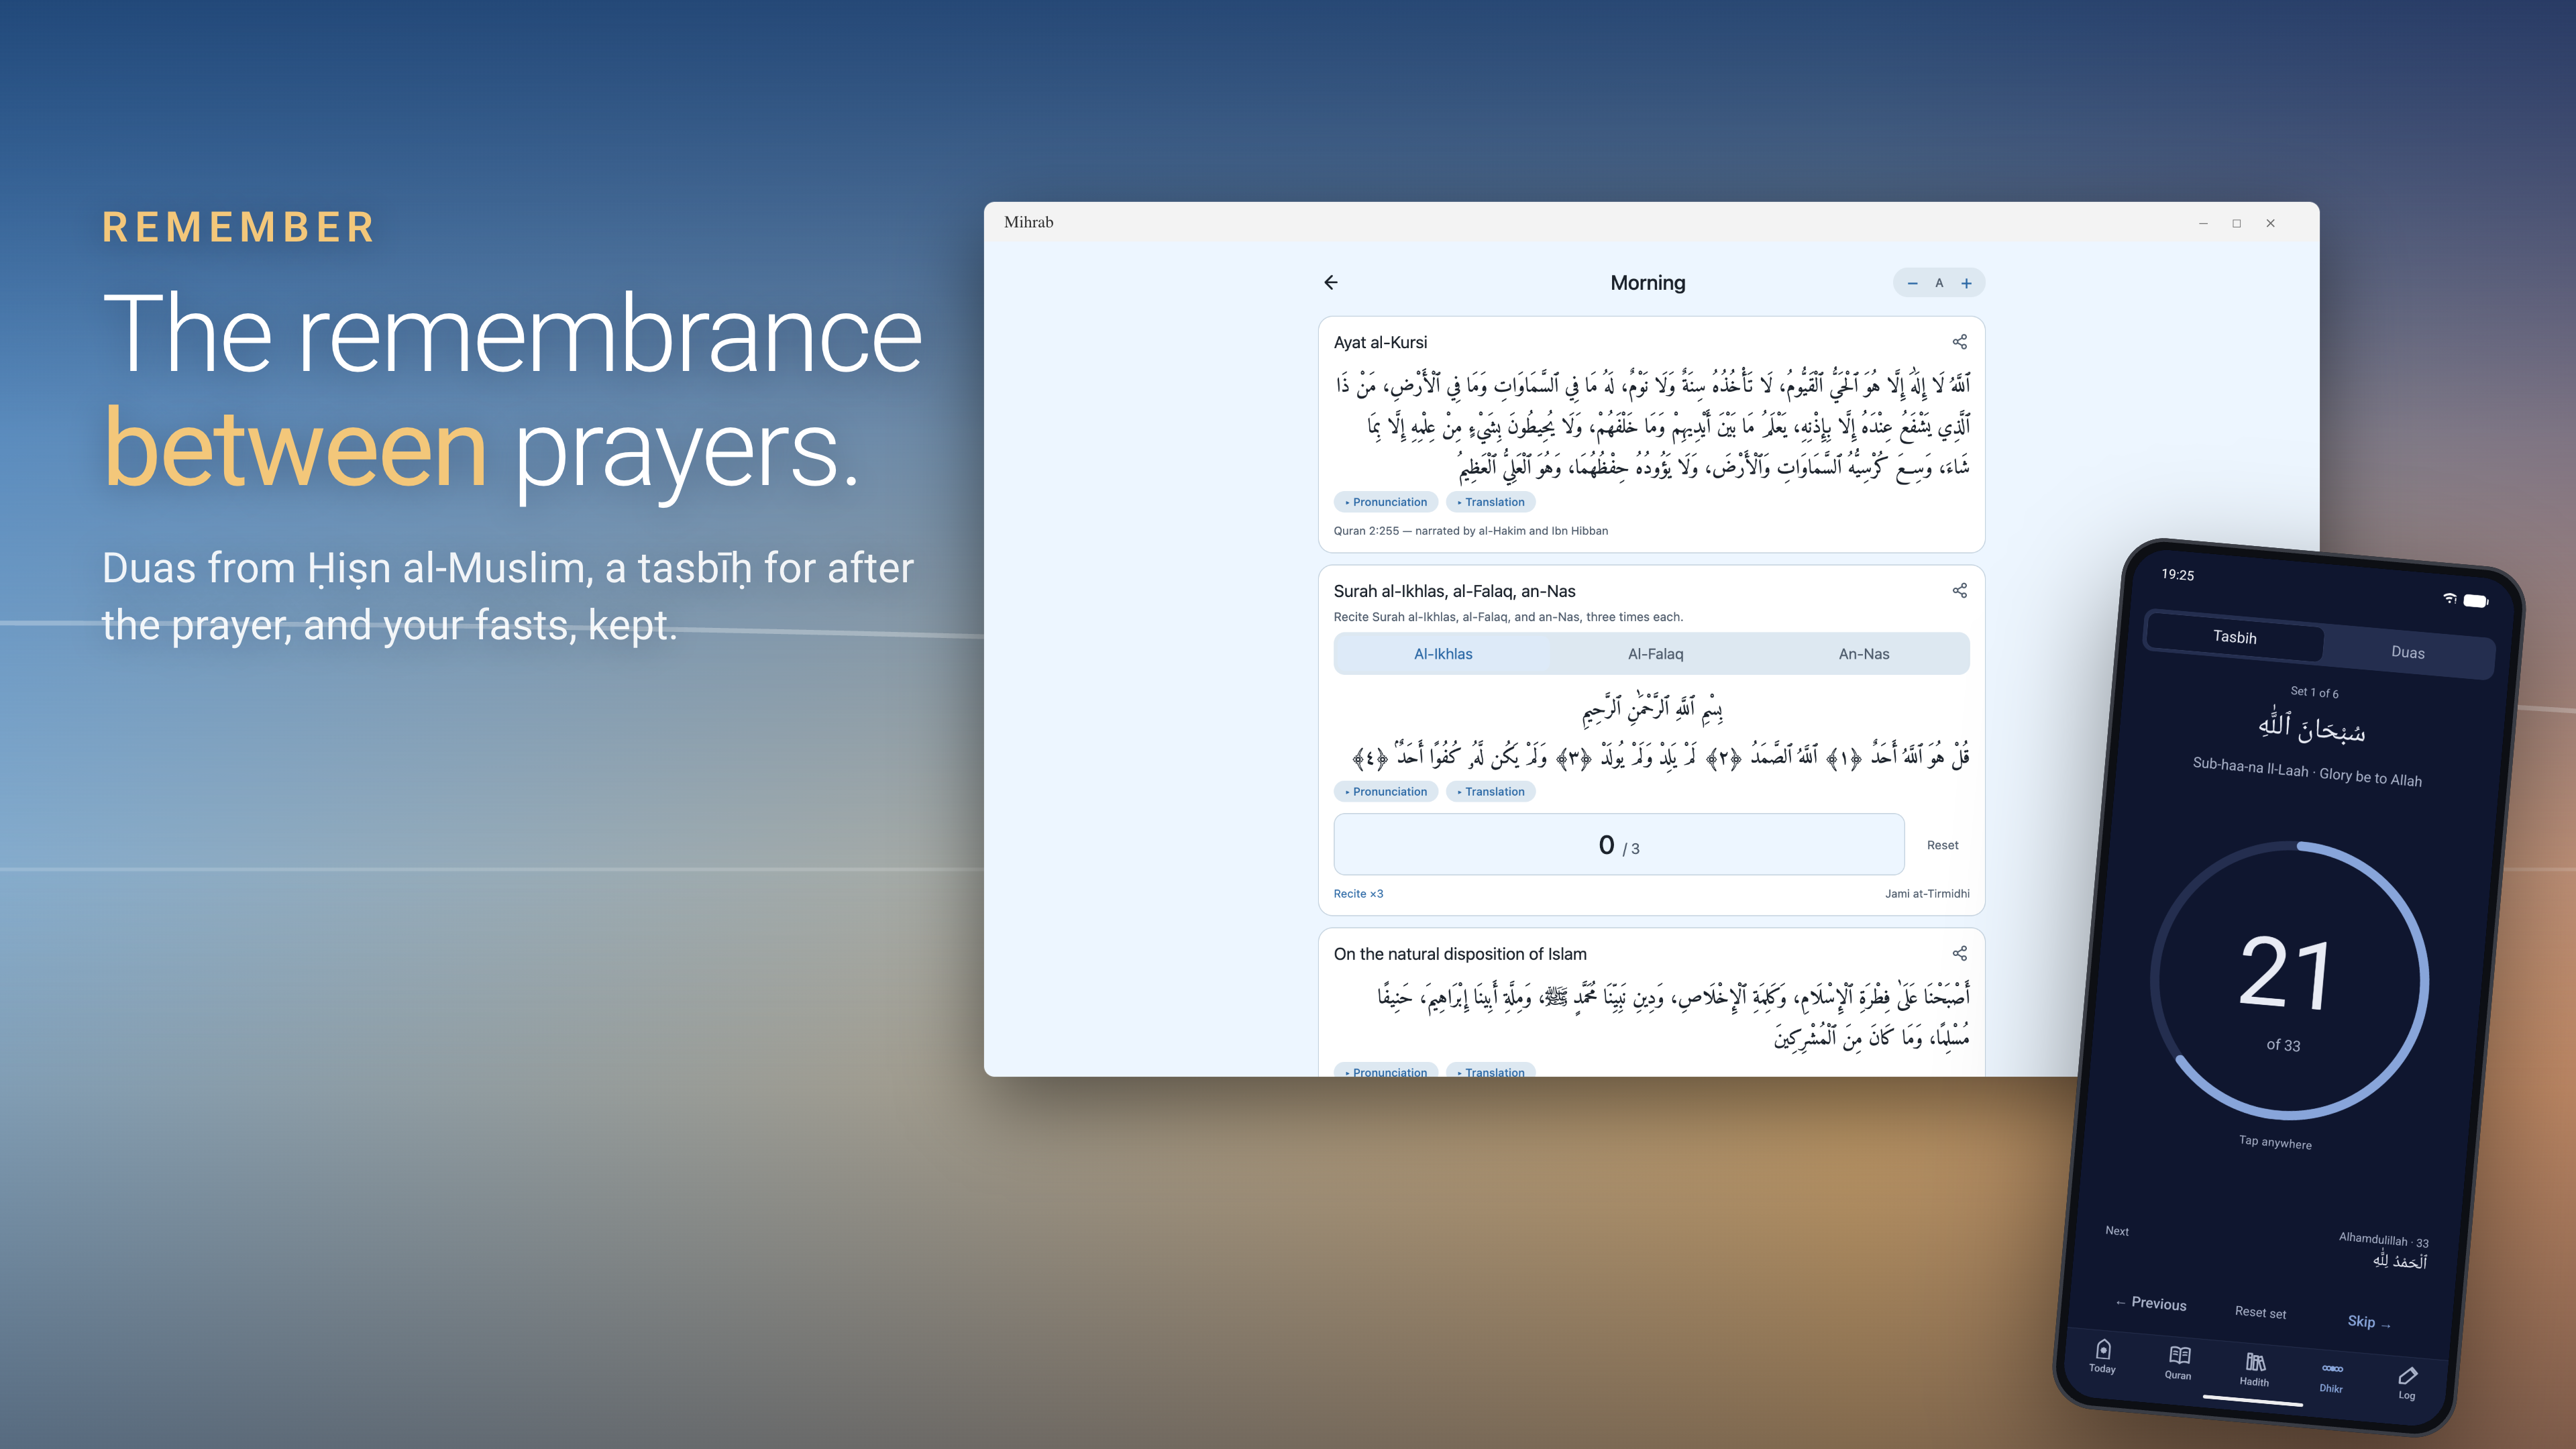 REMEMBER
The remembrance
between prayers.
Duas from Ḥiṣn al-Muslim, a tasbīḥ for after
the prayer, and your fasts, kept.
Mihrab
Morning
− A +
Ayat al-Kursi
ٱللَّهُ لَا إِلَٰهَ إِلَّا هُوَ ٱلْحَيُّ ٱلْقَيُّومُ، لَا تَأْخُذُهُ سِنَةٌ وَلَا نَوْمٌ، لَهُ مَا فِي ٱلسَّمَاوَاتِ وَمَا فِي ٱلْأَرْضِ، مَنْ ذَا
ٱلَّذِي يَشْفَعُ عِنْدَهُ إِلَّا بِإِذْنِهِ، يَعْلَمُ مَا بَيْنَ أَيْدِيهِمْ وَمَا خَلْفَهُمْ، وَلَا يُحِيطُونَ بِشَيْءٍ مِنْ عِلْمِهِ إِلَّا بِمَا
شَاءَ، وَسِعَ كُرْسِيُّهُ ٱلسَّمَاوَاتِ وَٱلْأَرْضَ، وَلَا يَؤُودُهُ حِفْظُهُمَا، وَهُوَ ٱلْعَلِيُّ ٱلْعَظِيمُ
▸ Pronunciation ▸ Translation
Quran 2:255 — narrated by al-Hakim and Ibn Hibban
Surah al-Ikhlas, al-Falaq, an-Nas
Recite Surah al-Ikhlas, al-Falaq, and an-Nas, three times each.
Al-Ikhlas Al-Falaq An-Nas
بِسْمِ ٱللَّهِ ٱلرَّحْمَٰنِ ٱلرَّحِيمِ
قُلْ هُوَ ٱللَّهُ أَحَدٌ ﴿١﴾ ٱللَّهُ ٱلصَّمَدُ ﴿٢﴾ لَمْ يَلِدْ وَلَمْ يُولَدْ ﴿٣﴾ وَلَمْ يَكُن لَّهُۥ كُفُوًا أَحَدٌۢ ﴿٤﴾
▸ Pronunciation ▸ Translation
0 / 3 Reset
Recite ×3 Jami at-Tirmidhi
On the natural disposition of Islam
أَصْبَحْنَا عَلَىٰ فِطْرَةِ ٱلْإِسْلَامِ، وَكَلِمَةِ ٱلْإِخْلَاصِ، وَدِينِ نَبِيِّنَا مُحَمَّدٍ ﷺ، وَمِلَّةِ أَبِينَا إِبْرَاهِيمَ، حَنِيفًا
مُسْلِمًا، وَمَا كَانَ مِنَ ٱلْمُشْرِكِينَ
▸ Pronunciation ▸ Translation
19:25
Tasbih Duas
Set 1 of 6
سُبْحَانَ ٱللَّٰهِ
Sub-haa-na ll-Laah · Glory be to Allah
21
of 33
Tap anywhere
Next Alhamdulillah · 33
ٱلْحَمْدُ لِلَّٰهِ
← Previous Reset set Skip →
Today Quran Hadith Dhikr Log